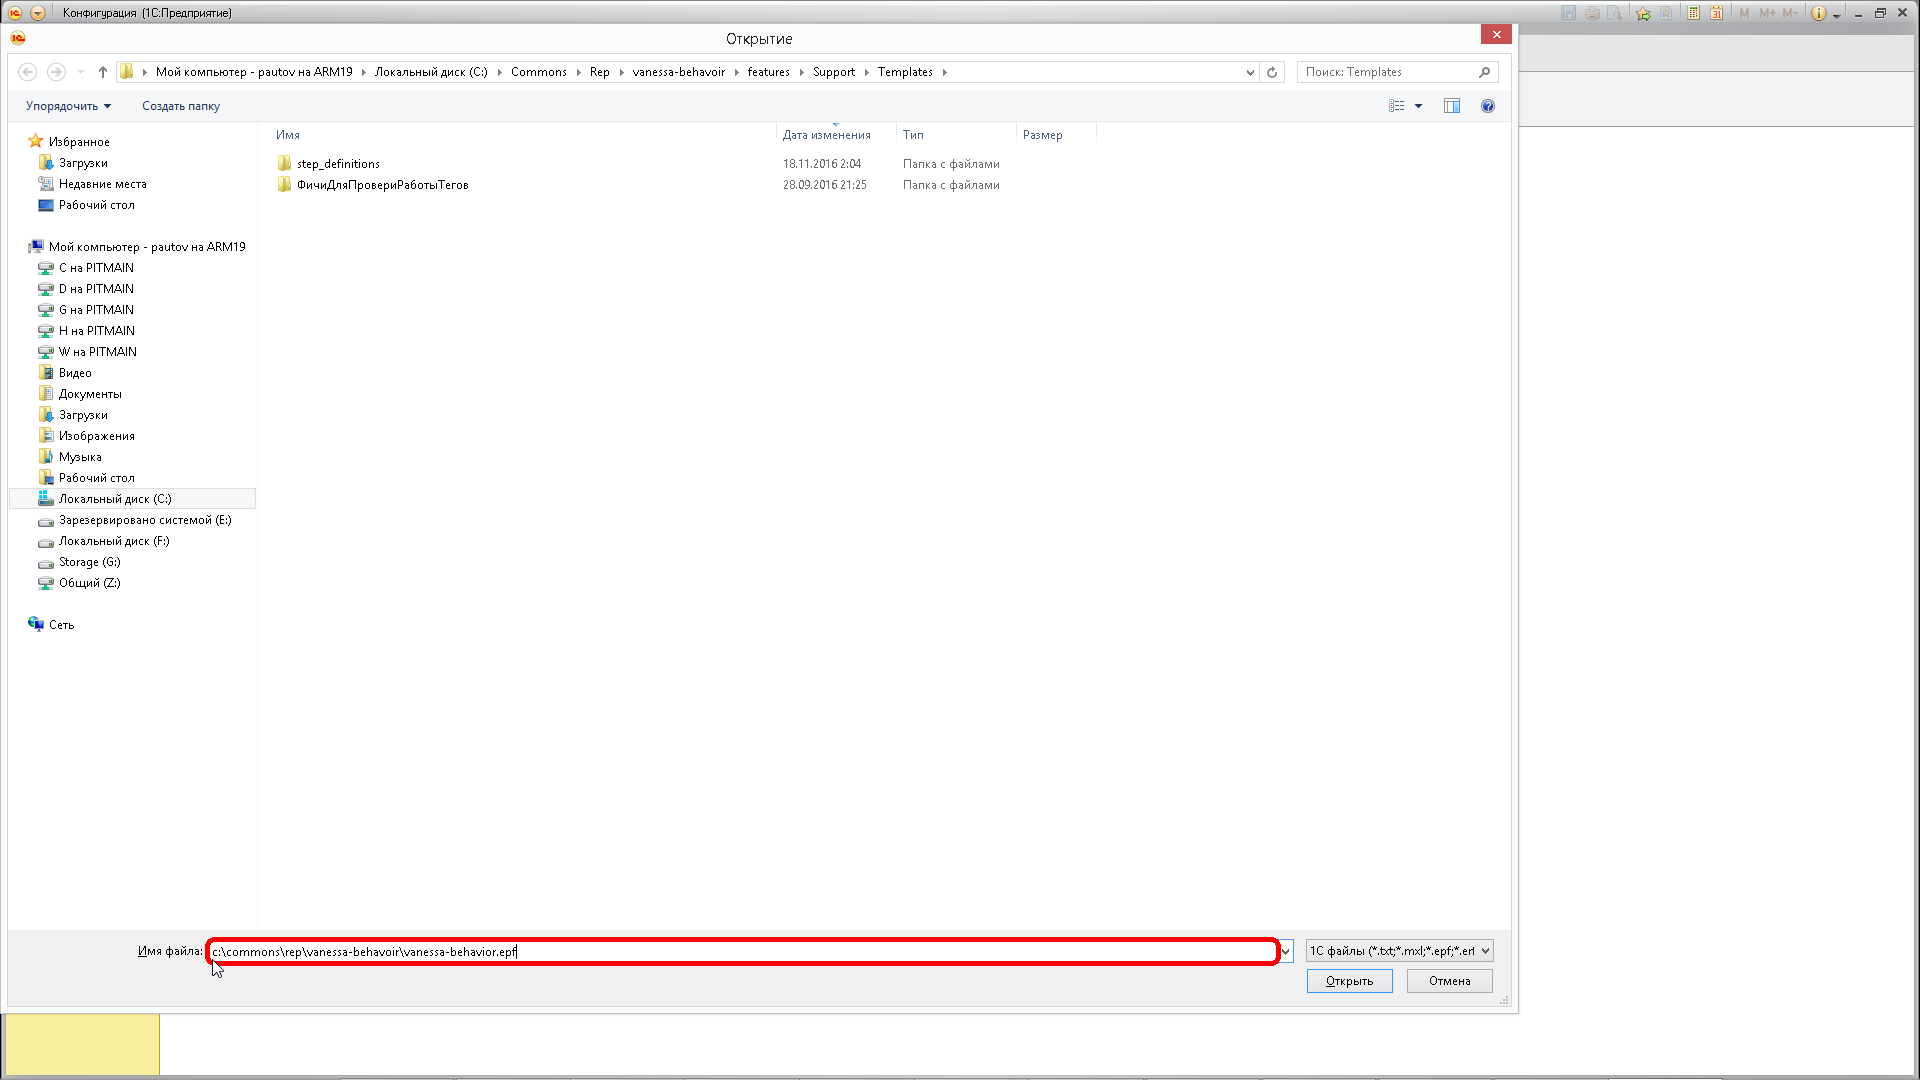 Конфигурация (1С:Предприятие)
M M+ M-
Открытие
Мой компьютер - pautov на ARM19 Локальный диск (C:) Commons Rep vanessa-behavoir features Support Templates
Поиск: Templates
Упорядочить Создать папку
Имя Дата изменения Тип Размер
step_definitions 18.11.2016 2:04 Папка с файлами
ФичиДляПровериРаботыТегов 28.09.2016 21:25 Папка с файлами
Избранное
Загрузки
Недавние места
Рабочий стол
Мой компьютер - pautov на ARM19
C на PITMAIN
D на PITMAIN
G на PITMAIN
H на PITMAIN
W на PITMAIN
Видео
Документы
Загрузки
Изображения
Музыка
Рабочий стол
Локальный диск (C:)
Зарезервировано системой (E:)
Локальный диск (F:)
Storage (G:)
Общий (Z:)
Сеть
Имя файла: c:\commons\rep\vanessa-behavoir\vanessa-behavior.epf
1С файлы (*.txt;*.mxl;*.epf;*.erf
Открыть Отмена